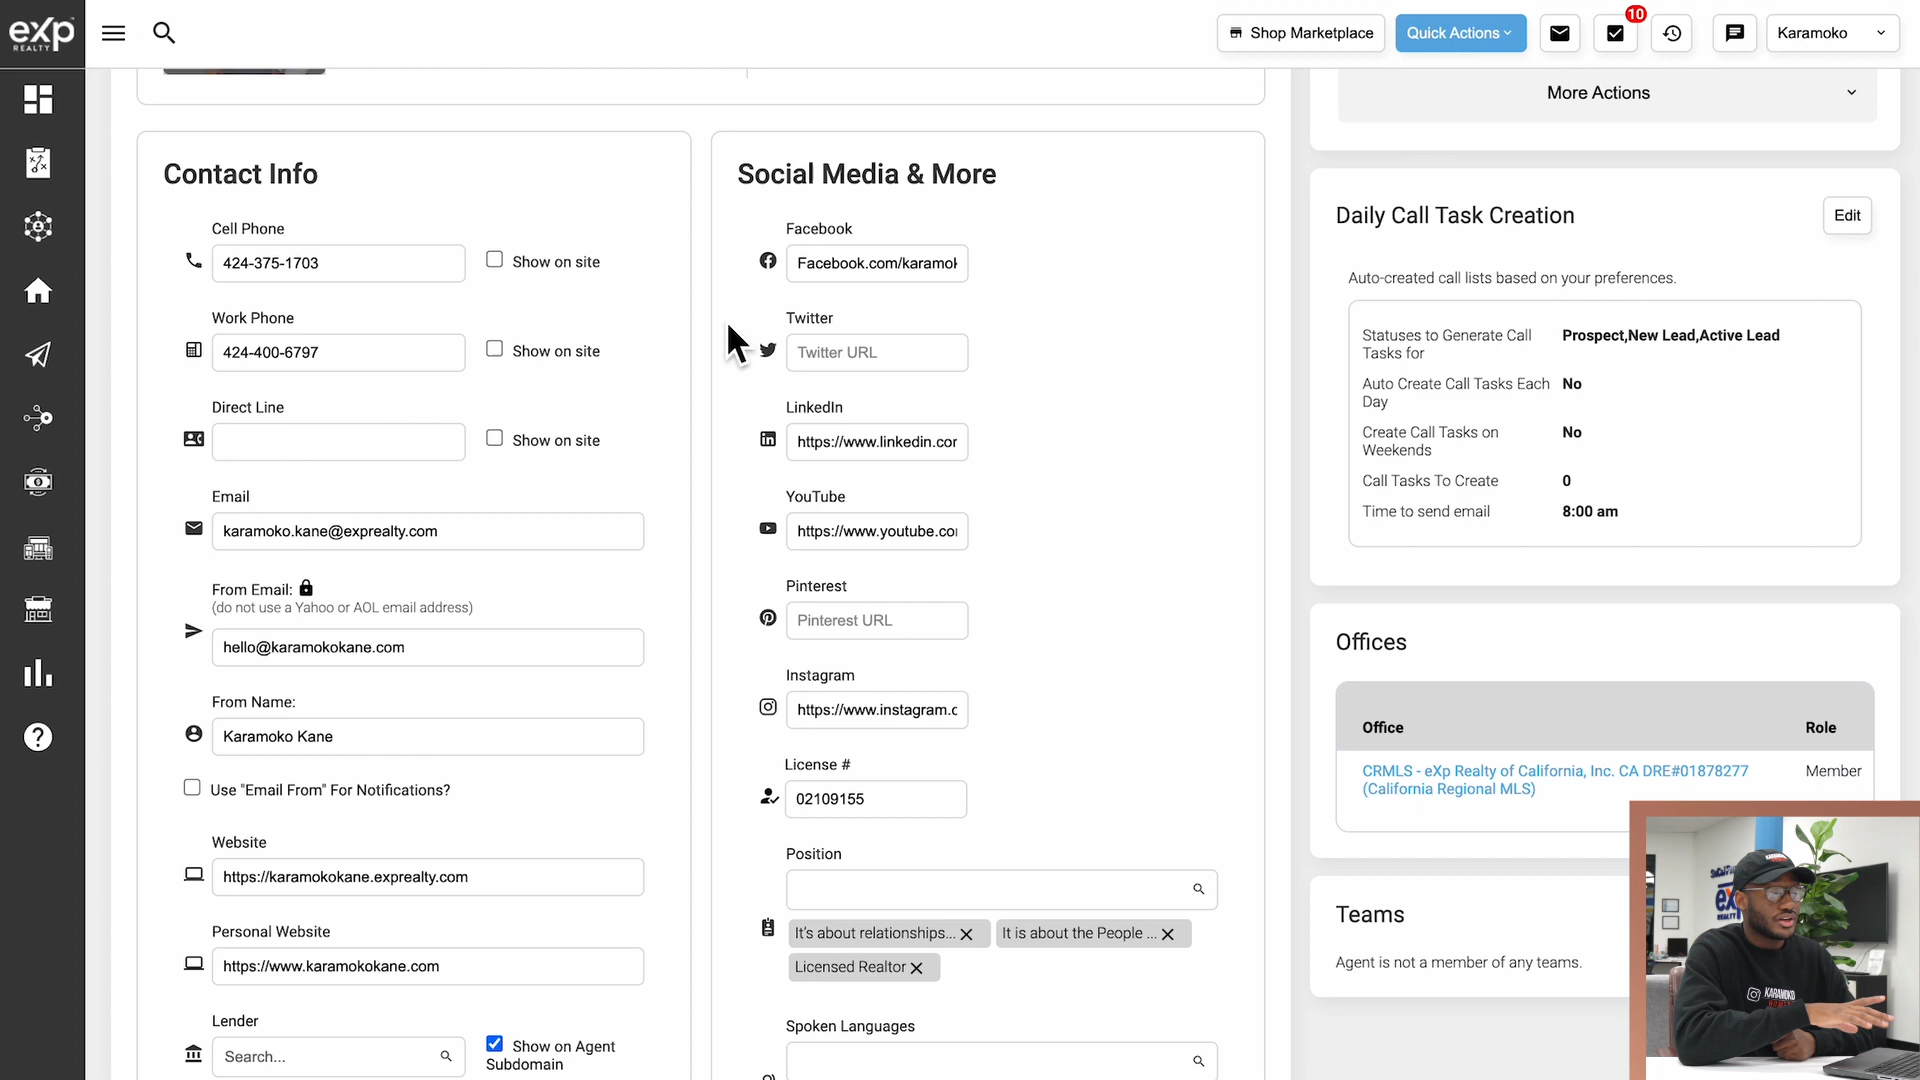 eXp
REALTY
Shop Marketplace
Quick Actions
10
Karamoko
More Actions
Contact Info
Cell Phone
424-375-1703
Show on site
Work Phone
424-400-6797
Show on site
Direct Line
Show on site
Email
karamoko.kane@exprealty.com
From Email:
(do not use a Yahoo or AOL email address)
hello@karamokokane.com
From Name:
Karamoko Kane
Use "Email From" For Notifications?
Website
https://karamokokane.exprealty.com
Personal Website
https://www.karamokokane.com
Lender
Search...
Show on Agent
Subdomain
Social Media & More
Facebook
Facebook.com/karamok
Twitter
Twitter URL
LinkedIn
https://www.linkedin.cor
YouTube
https://www.youtube.co
Pinterest
Pinterest URL
Instagram
https://www.instagram.c
License #
02109155
Position
It's about relationships...
It is about the People ...
Licensed Realtor
Spoken Languages
Daily Call Task Creation
Edit
Auto-created call lists based on your preferences.
Statuses to Generate Call
Tasks for
Prospect,New Lead,Active Lead
Auto Create Call Tasks Each
Day
No
Create Call Tasks on
Weekends
No
Call Tasks To Create
0
Time to send email
8:00 am
Offices
Office
Role
CRMLS - eXp Realty of California, Inc. CA DRE#01878277
(California Regional MLS)
Member
Teams
Agent is not a member of any teams.
KARAMOKO